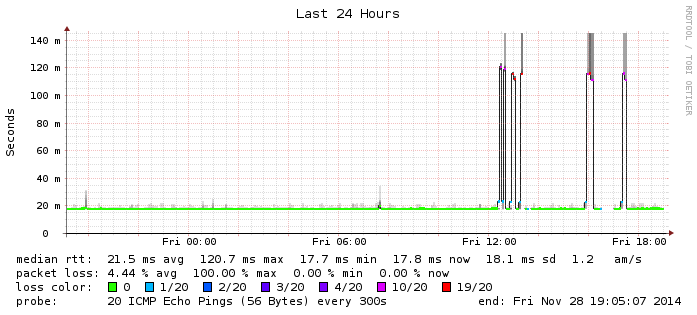 Last 24 Hours
RRDTOOL / TOBI OETIKER
Seconds
140 m
120 m
100 m
80 m
60 m
40 m
20 m
0
Fri 00:00 Fri 06:00 Fri 12:00 Fri 18:00
median rtt: 21.5 ms avg 120.7 ms max 17.7 ms min 17.8 ms now 18.1 ms sd 1.2 am/s
packet loss: 4.44 % avg 100.00 % max 0.00 % min 0.00 % now
loss color: 0 1/20 2/20 3/20 4/20 10/20 19/20
probe: 20 ICMP Echo Pings (56 Bytes) every 300s end: Fri Nov 28 19:05:07 2014